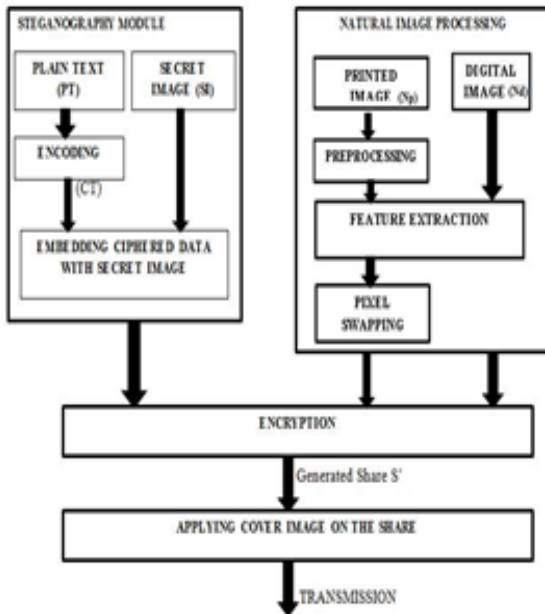 STEGANOGRAPHY MODULE
PLAIN TEXT
(PT)
SECRET
IMAGE (SI)
ENCODING
(CT)
EMBEDDING CIPHERED DATA
WITH SECRET IMAGE
NATURAL IMAGE PROCESSING
PRINTED
IMAGE (Np)
DIGITAL
IMAGE (Nd)
PREPROCESSING
FEATURE EXTRACTION
PIXEL
SWAPPING
ENCRYPTION
Generated Share S'
APPLYING COVER IMAGE ON THE SHARE
TRANSMISSION